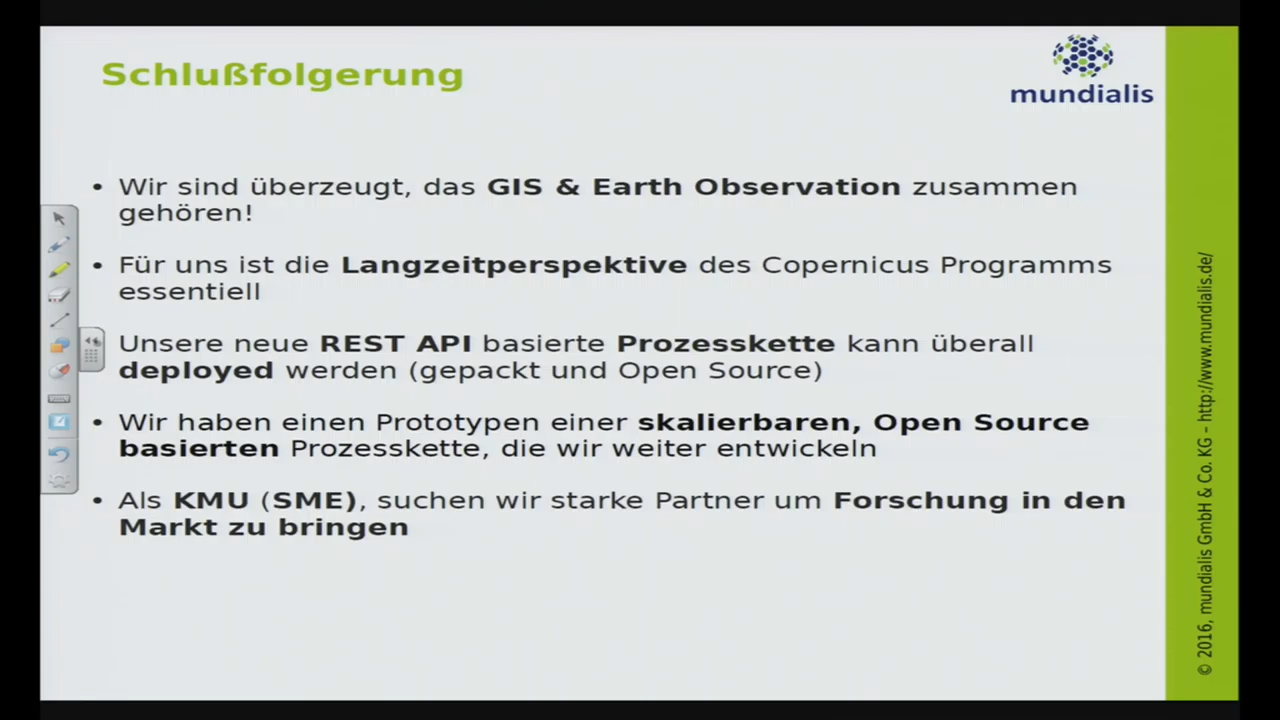 Schlußfolgerung
mundialis
• Wir sind überzeugt, das GIS & Earth Observation zusammen
gehören!
• Für uns ist die Langzeitperspektive des Copernicus Programms
essentiell
Unsere neue REST API basierte Prozesskette kann überall
deployed werden (gepackt und Open Source)
• Wir haben einen Prototypen einer skalierbaren, Open Source
basierten Prozesskette, die wir weiter entwickeln
• Als KMU (SME), suchen wir starke Partner um Forschung in den
Markt zu bringen
© 2016, mundialis GmbH & Co. KG – http://www.mundialis.de/